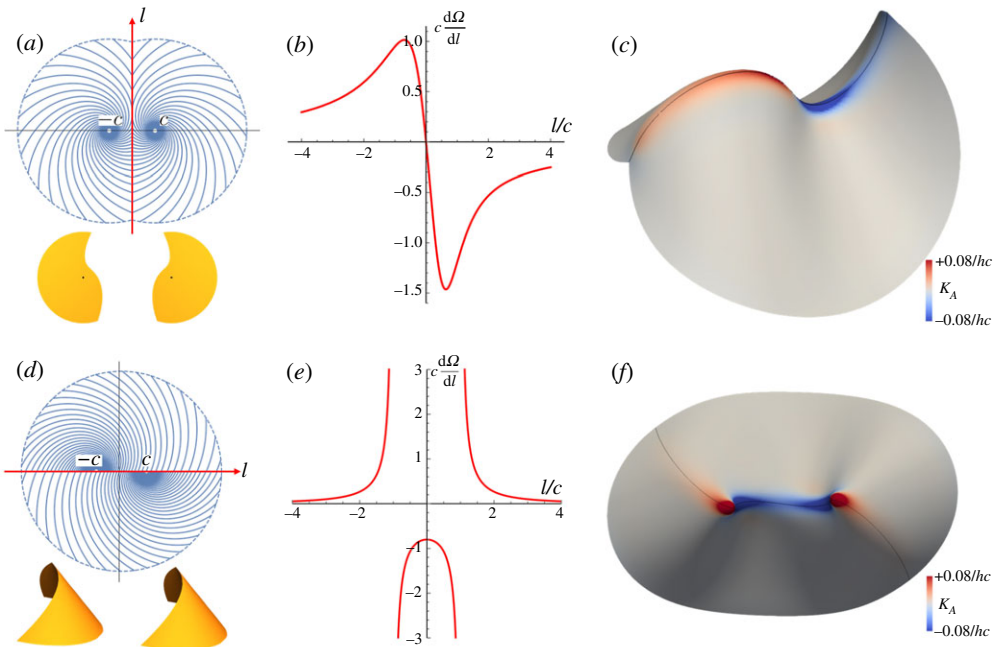 (a)
l
−c
c
(b)
c dΩ/dl
1.0
0.5
−0.5
−1.0
−1.5
−4
−2
2
4
l/c
(c)
+0.08/hc
K_A
−0.08/hc
(d)
−c
c
l
(e)
c dΩ/dl
3
2
1
−1
−2
−3
−4
−2
0
2
4
l/c
(f)
+0.08/hc
K_A
−0.08/hc